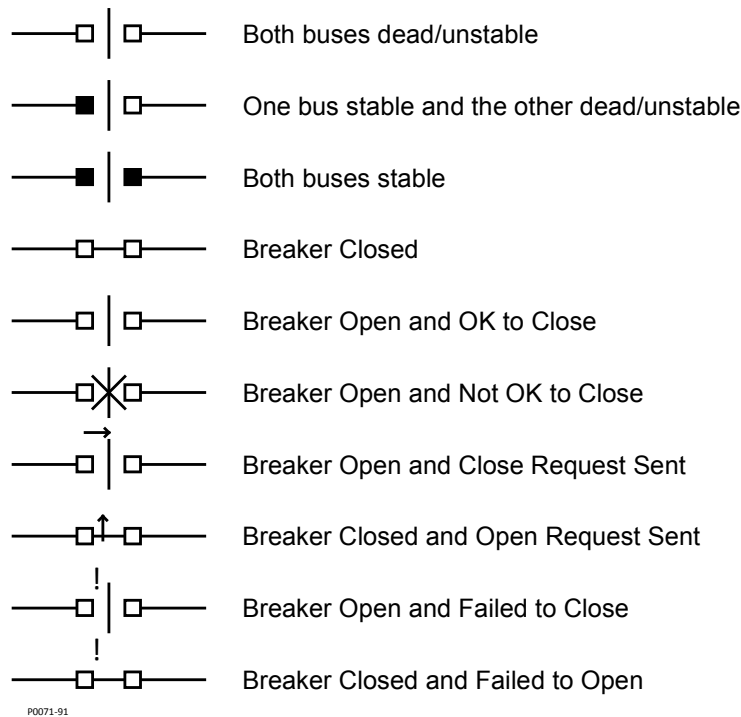 Both buses dead/unstable
One bus stable and the other dead/unstable
Both buses stable
Breaker Closed
Breaker Open and OK to Close
Breaker Open and Not OK to Close
Breaker Open and Close Request Sent
Breaker Closed and Open Request Sent
!
Breaker Open and Failed to Close
!
Breaker Closed and Failed to Open
P0071-91